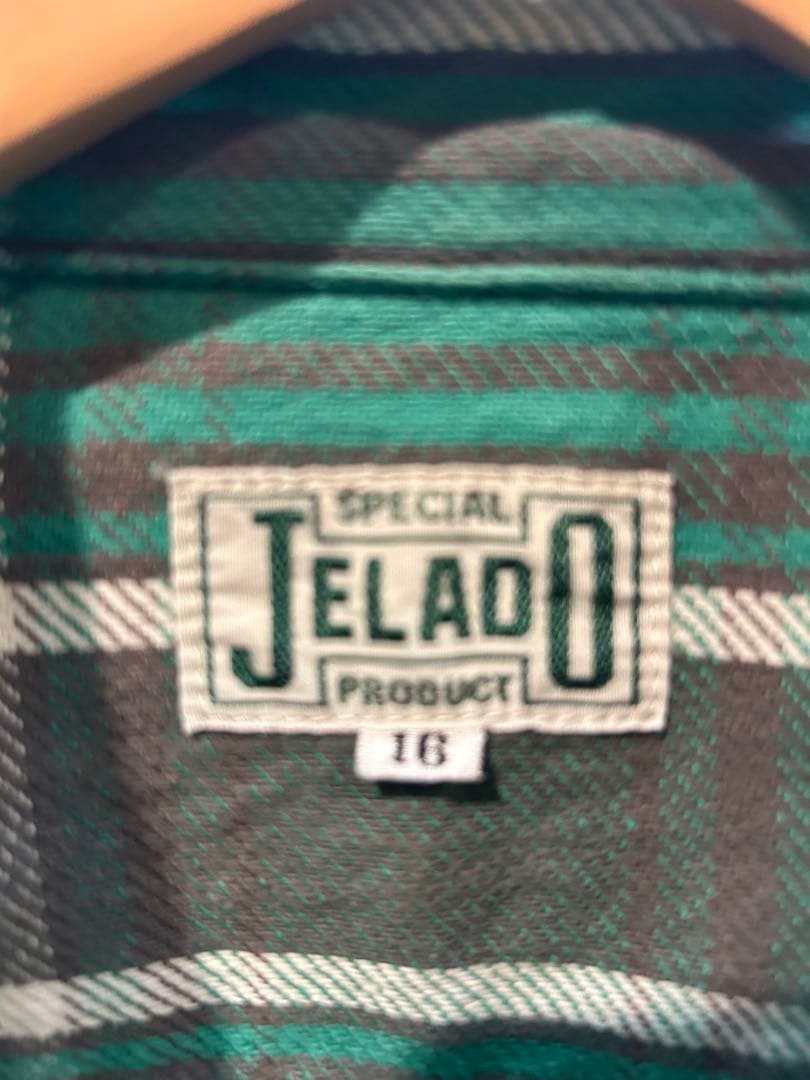 SPECIAL
JELADO
PRODUCT
16